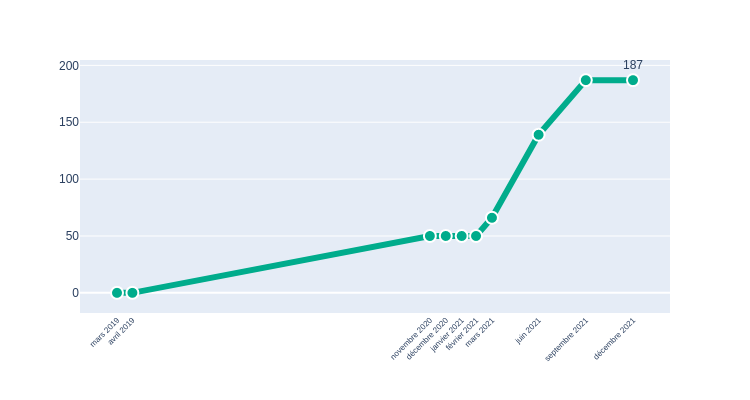 187
200
150
100
50
0
mars 2019
avril 2019
novembre 2020
décembre 2020
janvier 2021
février 2021
mars 2021
juin 2021
septembre 2021
décembre 2021